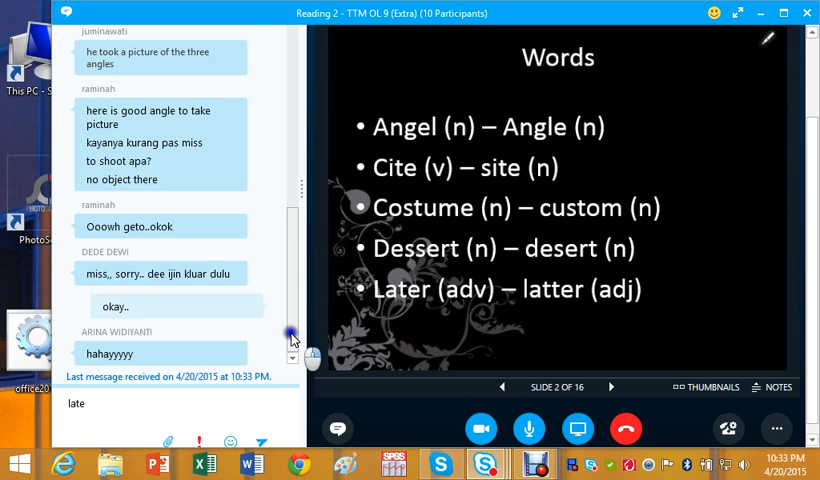 Reading 2 - TTM OL 9 (Extra) (10 Participants)
This PC - S
PhotoS
office20
juminawati
he took a picture of the three
angles
raminah
here is good angle to take
picture
kayanya kurang pas miss
to shoot apa?
no object there
raminah
Ooowh geto..okok
DEDE DEWI
miss,, sorry.. dee ijin kluar dulu
okay..
ARINA WIDIYANTI
hahayyyyy
Last message received on 4/20/2015 at 10:33 PM.
late
Words
• Angel (n) – Angle (n)
• Cite (v) – site (n)
• Costume (n) – custom (n)
• Dessert (n) – desert (n)
• Later (adv) – latter (adj)
SLIDE 2 OF 16
THUMBNAILS
NOTES
SPSS
10:33 PM
4/20/2015